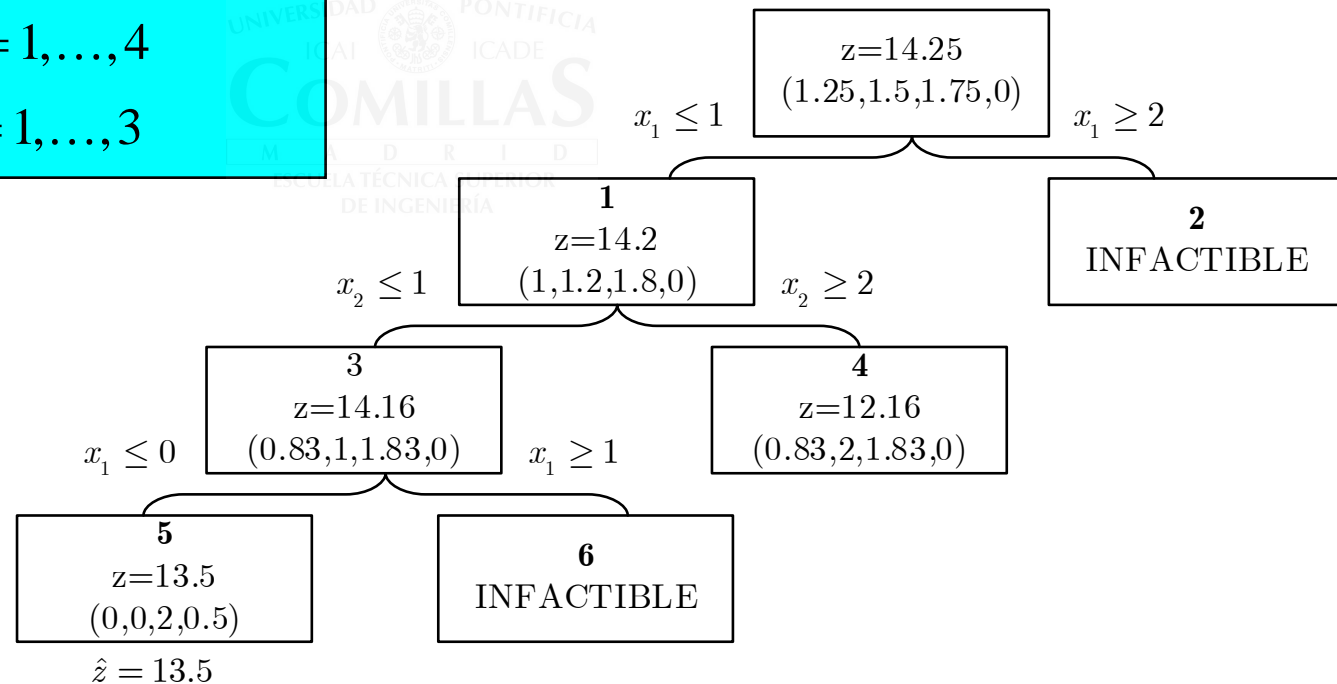 = 1,…,4
= 1,…,3
UNIVERSIDAD PONTIFICIA
ICAI ICADE
COMILLAS
M A D R I D
ESCUELA TÉCNICA SUPERIOR
DE INGENIERÍA
z=14.25
(1.25,1.5,1.75,0)
x₁ ≤ 1
x₁ ≥ 2
1
z=14.2
(1,1.2,1.8,0)
2
INFACTIBLE
x₂ ≤ 1
x₂ ≥ 2
3
z=14.16
(0.83,1,1.83,0)
4
z=12.16
(0.83,2,1.83,0)
x₁ ≤ 0
x₁ ≥ 1
5
z=13.5
(0,0,2,0.5)
6
INFACTIBLE
ẑ = 13.5